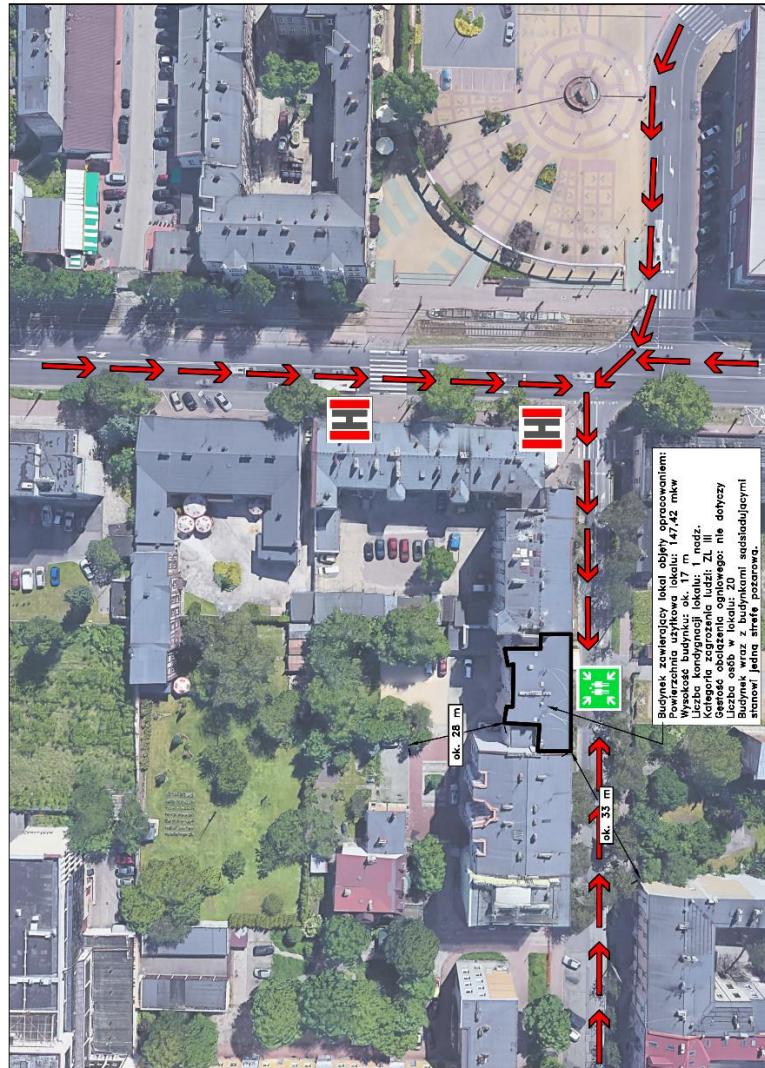 Budynek zawierający lokal objęty opracowaniem:
Powierzchnia użytkowa lokalu: 147,42 mkw
Wysokość budynku: ok. 17 m
Liczba kondygnacji lokalu: 1 nadz.
Kategoria zagrożenia ludzi: ZL III
Gęstość obciążenia ogniowego: nie dotyczy
Liczba osób w lokalu: 20
Budynek wraz z budynkami sąsiadującymi
stanowi jedną strefę pożarową.
ok. 28 m
ok. 33 m
H
H